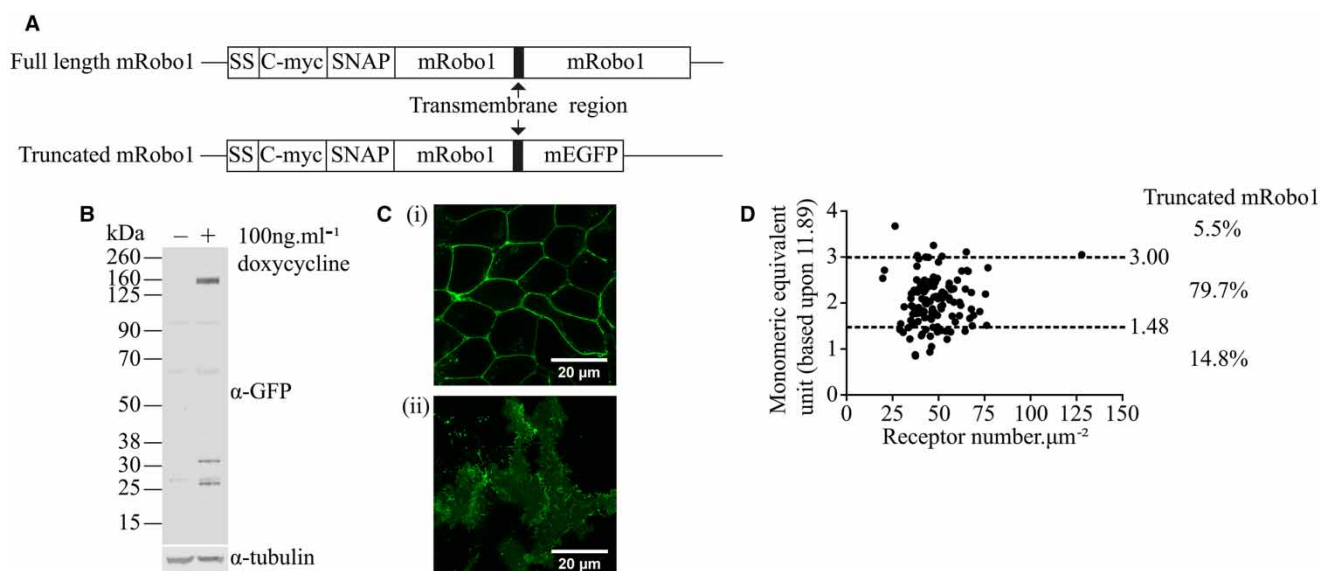 A
Full length mRobo1
SS C-myc SNAP mRobo1 mRobo1
Transmembrane region
Truncated mRobo1
SS C-myc SNAP mRobo1 mEGFP
B
kDa − + 100ng.ml⁻¹
doxycycline
260
160
125
90
70
50
38
30
25
15
α-GFP
α-tubulin
C (i)
20 µm
(ii)
20 µm
D
Truncated mRobo1
Monomeric equivalent
unit (based upon 11.89)
4
3
2
1
0
5.5%
3.00
79.7%
1.48
14.8%
0 25 50 75 100 125 150
Receptor number.µm⁻²